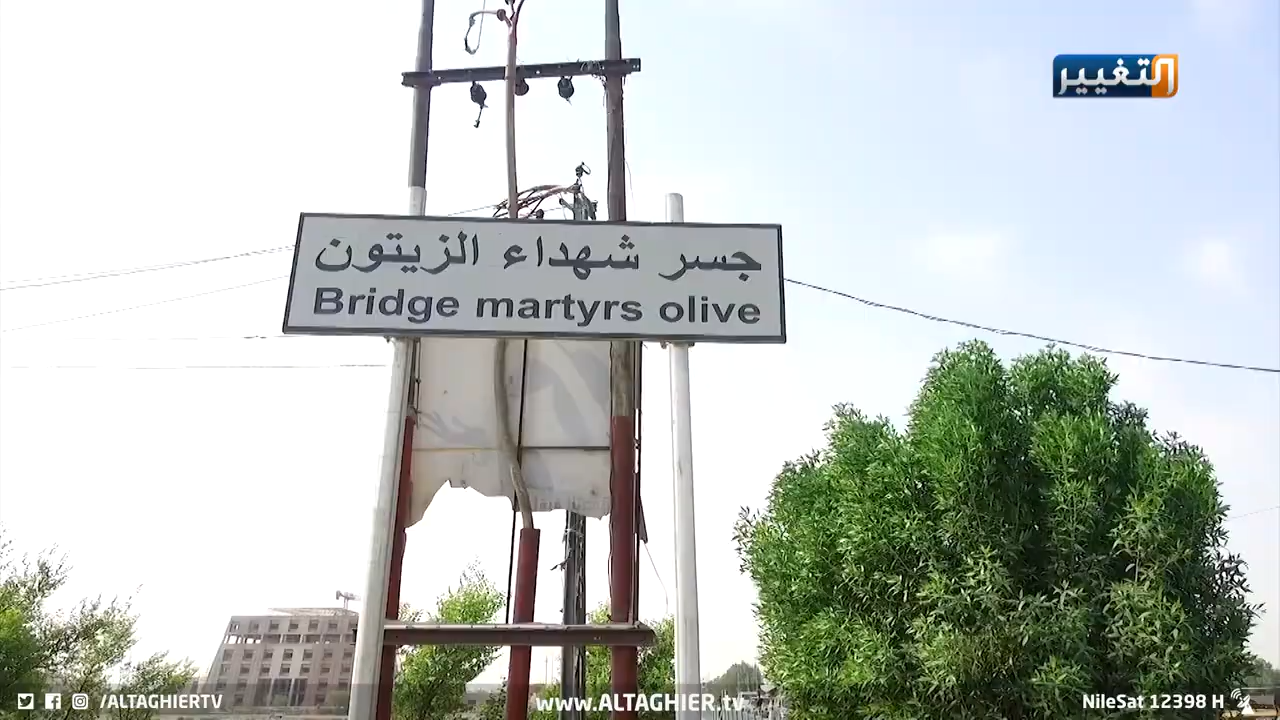 التغيير
جسر شهداء الزيتون
Bridge martyrs olive
/ALTAGHIERTV
www.ALTAGHIER.tv
NileSat 12398 H